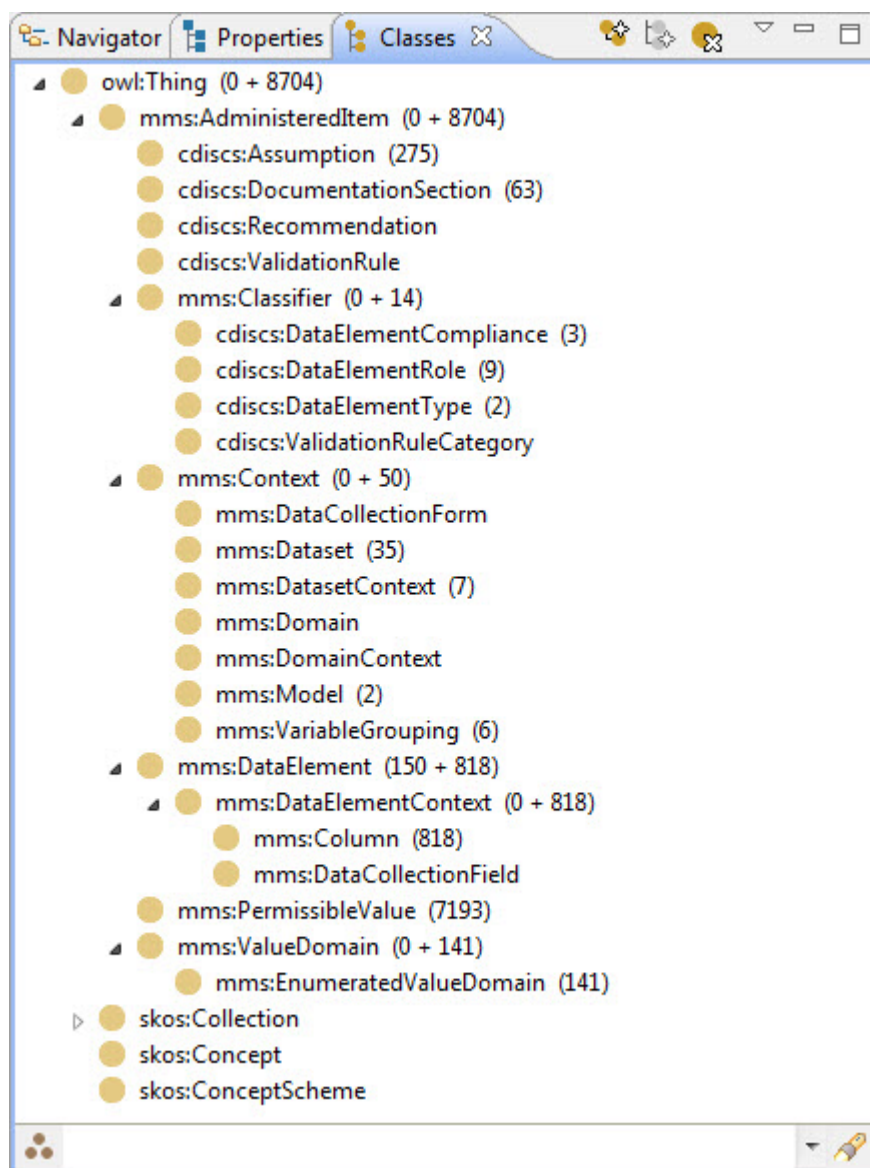 Navigator Properties Classes
owl:Thing (0 + 8704)
mms:AdministeredItem (0 + 8704)
cdiscs:Assumption (275)
cdiscs:DocumentationSection (63)
cdiscs:Recommendation
cdiscs:ValidationRule
mms:Classifier (0 + 14)
cdiscs:DataElementCompliance (3)
cdiscs:DataElementRole (9)
cdiscs:DataElementType (2)
cdiscs:ValidationRuleCategory
mms:Context (0 + 50)
mms:DataCollectionForm
mms:Dataset (35)
mms:DatasetContext (7)
mms:Domain
mms:DomainContext
mms:Model (2)
mms:VariableGrouping (6)
mms:DataElement (150 + 818)
mms:DataElementContext (0 + 818)
mms:Column (818)
mms:DataCollectionField
mms:PermissibleValue (7193)
mms:ValueDomain (0 + 141)
mms:EnumeratedValueDomain (141)
skos:Collection
skos:Concept
skos:ConceptScheme